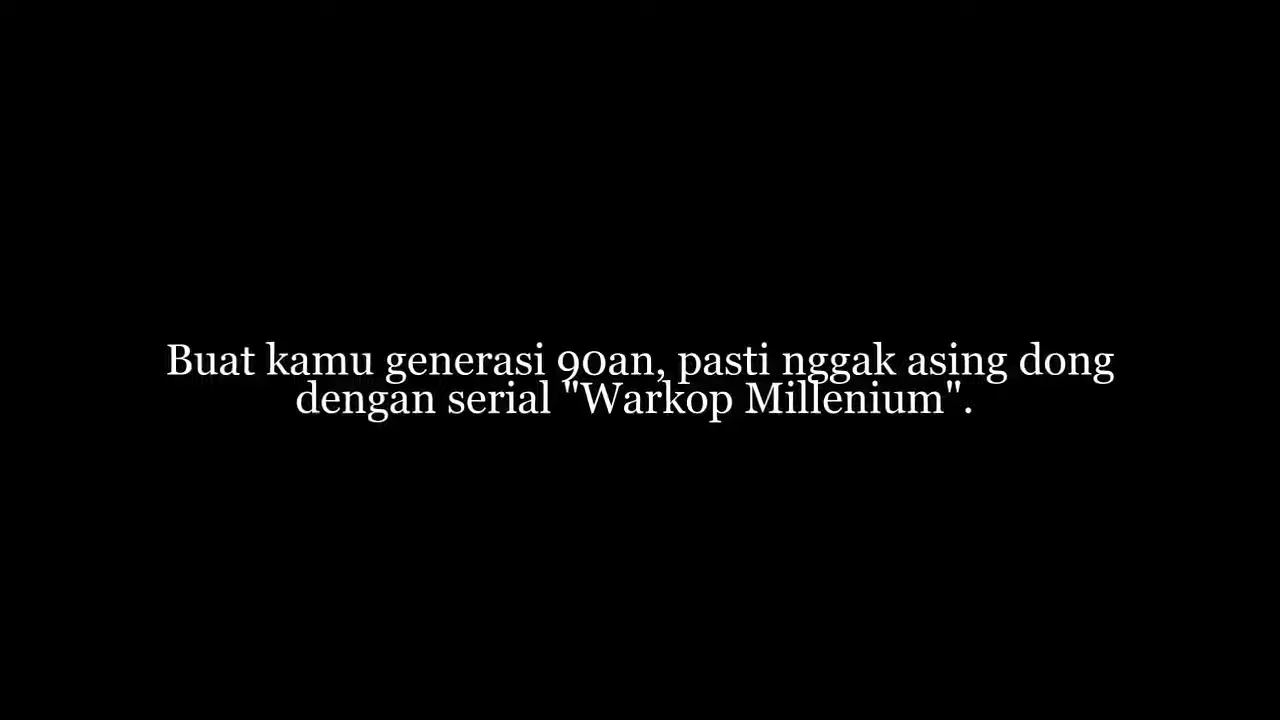 Buat kamu generasi 90an, pasti nggak asing dong
dengan serial "Warkop Millenium".